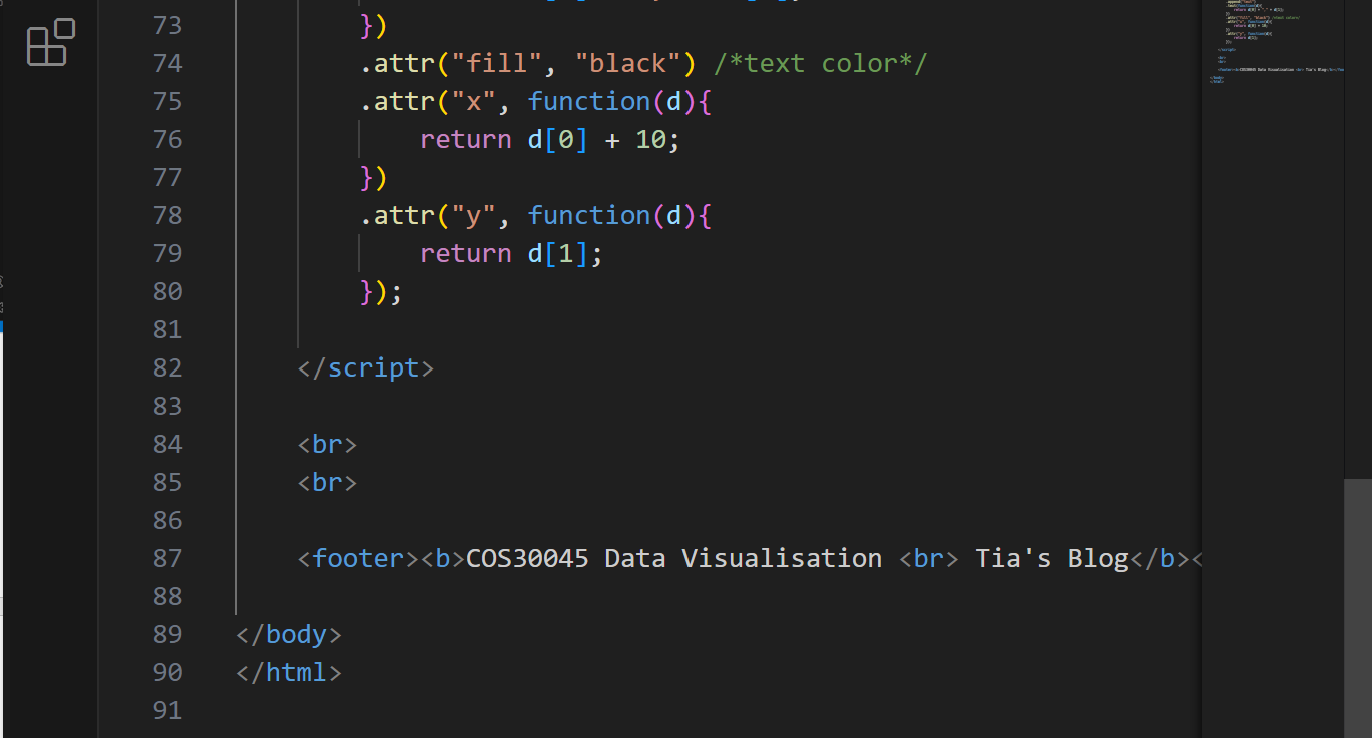 73 })
74 .attr("fill", "black") /*text color*/
75 .attr("x", function(d){
76 return d[0] + 10;
77 })
78 .attr("y", function(d){
79 return d[1];
80 });
81
82 </script>
83
84 <br>
85 <br>
86
87 <footer><b>COS30045 Data Visualisation <br> Tia's Blog</b><
88
89 </body>
90 </html>
91